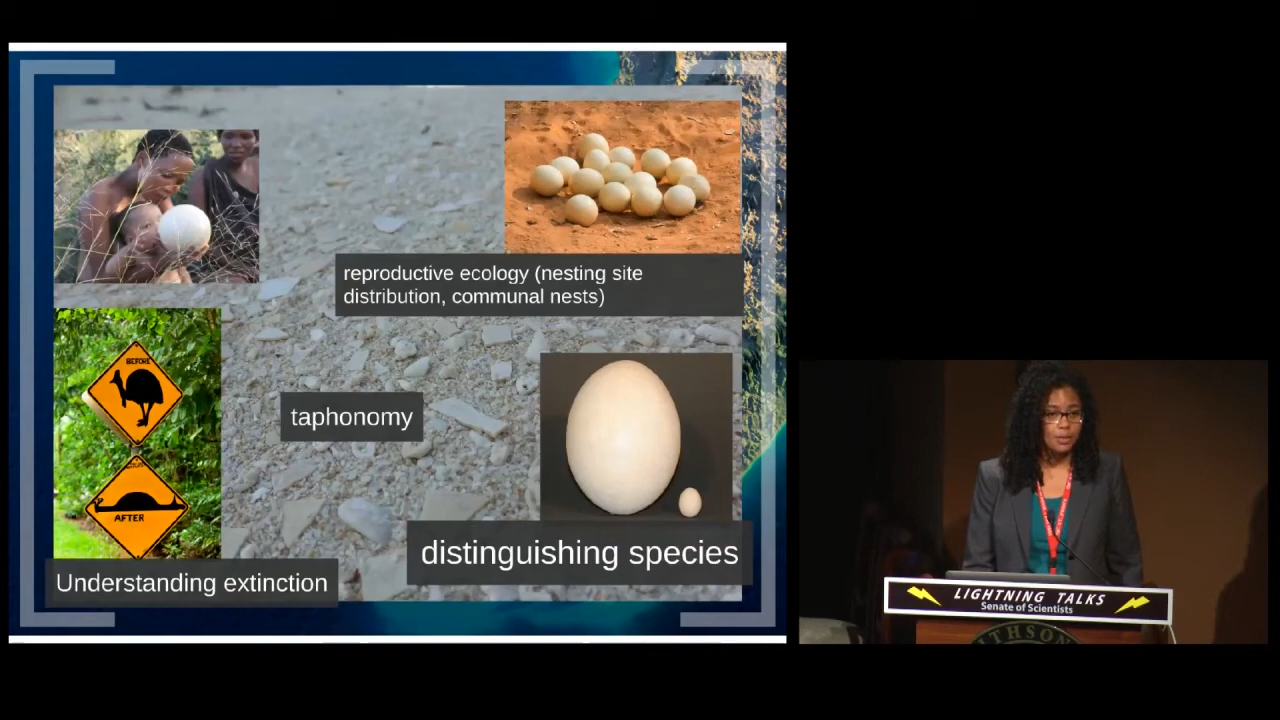 reproductive ecology (nesting site
distribution, communal nests)
BEFORE
taphonomy
AFTER
distinguishing species
Understanding extinction
LIGHTNING TALKS
Senate of Scientists
THSON